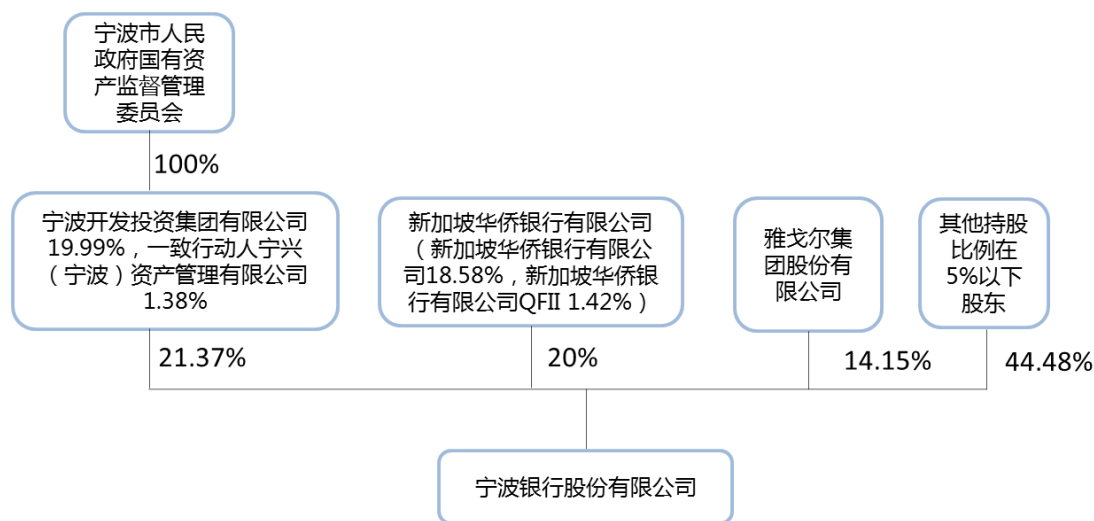 宁波市人民
政府国有资
产监督管理
委员会
100%
宁波开发投资集团有限公司
19.99%，一致行动人宁兴
（宁波）资产管理有限公司
1.38%
新加坡华侨银行有限公司
（新加坡华侨银行有限公
司18.58%，新加坡华侨银
行有限公司QFII 1.42%）
雅戈尔集
团股份有
限公司
其他持股
比例在
5%以下
股东
21.37%
20%
14.15%
44.48%
宁波银行股份有限公司